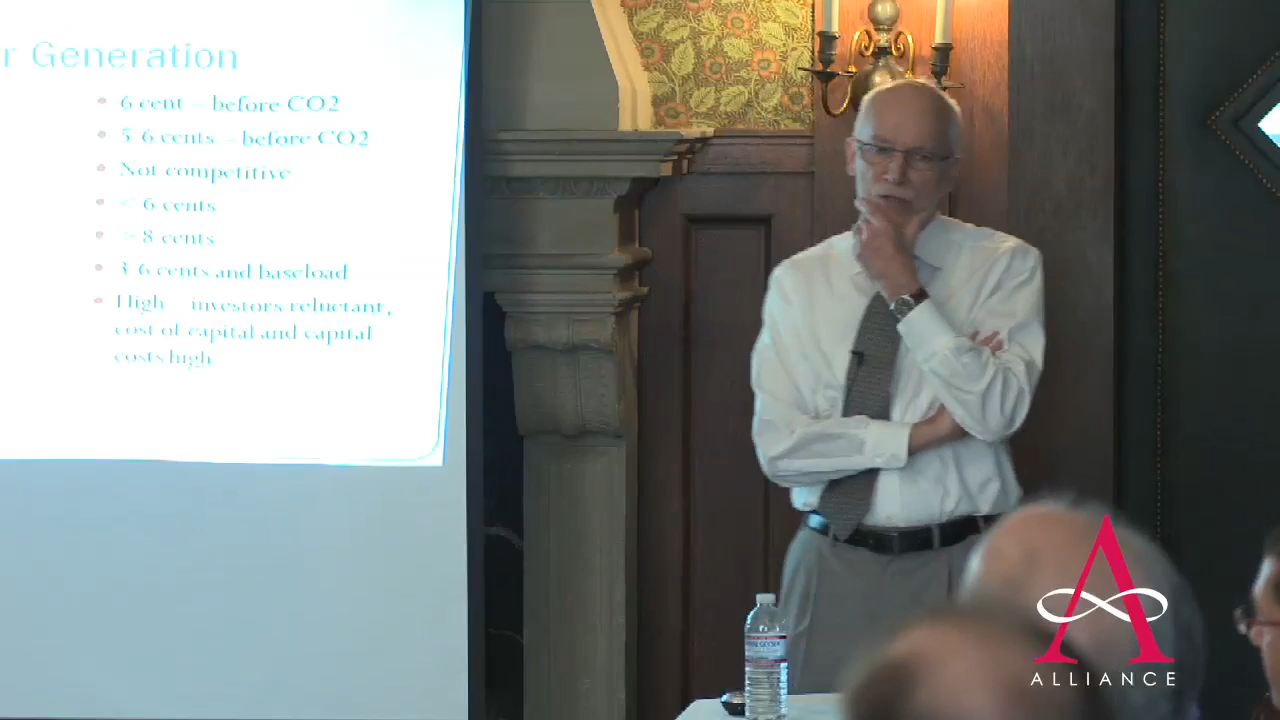 r Generation
6 cent – before CO2
5-6 cents – before CO2
Not competitive
< 6 cents
> 8 cents
3-6 cents and baseload
High – investors reluctant,
cost of capital and capital
costs high
A
ALLIANCE